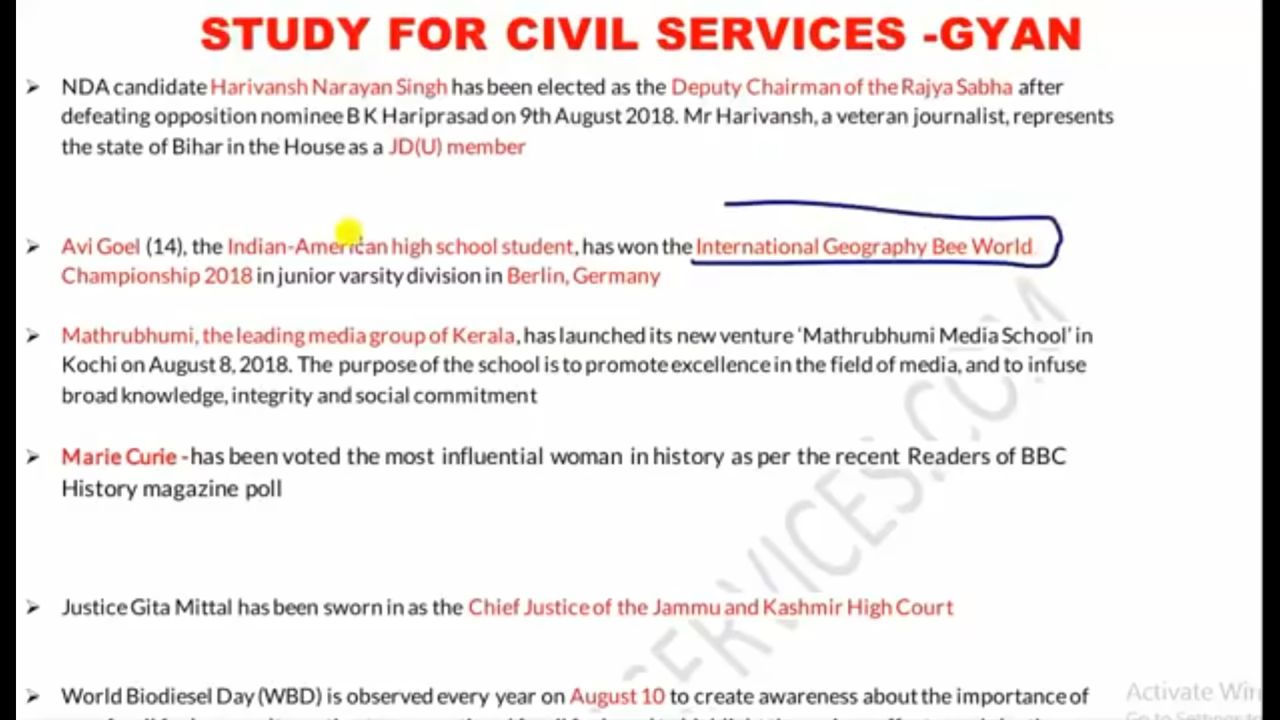 STUDY FOR CIVIL SERVICES -GYAN
➢ NDA candidate Harivansh Narayan Singh has been elected as the Deputy Chairman of the Rajya Sabha after
defeating opposition nominee B K Hariprasad on 9th August 2018. Mr Harivansh, a veteran journalist, represents
the state of Bihar in the House as a JD(U) member
➢ Avi Goel (14), the Indian-American high school student, has won the International Geography Bee World
Championship 2018 in junior varsity division in Berlin, Germany
➢ Mathrubhumi, the leading media group of Kerala, has launched its new venture ‘Mathrubhumi Media School’ in
Kochi on August 8, 2018. The purpose of the school is to promote excellence in the field of media, and to infuse
broad knowledge, integrity and social commitment
➢ Marie Curie -has been voted the most influential woman in history as per the recent Readers of BBC
History magazine poll
➢ Justice Gita Mittal has been sworn in as the Chief Justice of the Jammu and Kashmir High Court
➢ World Biodiesel Day (WBD) is observed every year on August 10 to create awareness about the importance of
SERVICES.COM
Activate Win